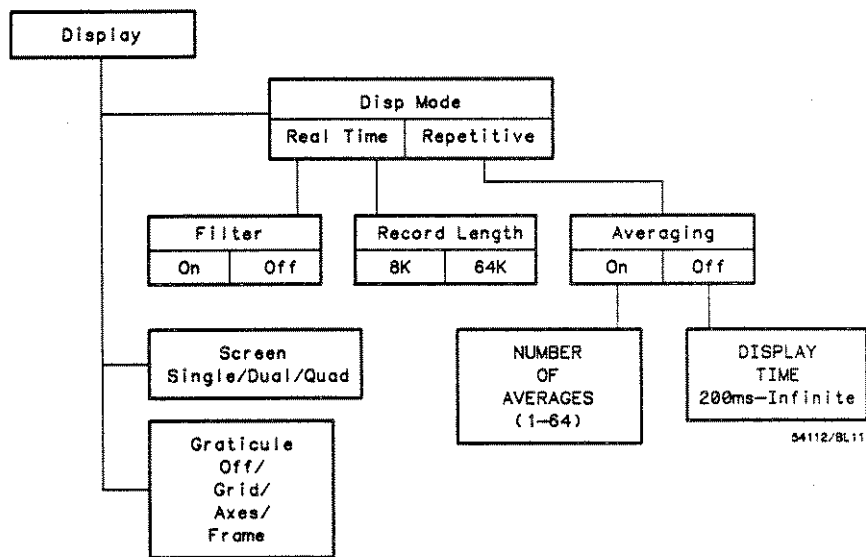 Display
Disp Mode
Real Time Repetitive
Filter
On Off
Record Length
8K 64K
Averaging
On Off
Screen
Single/Dual/Quad
NUMBER
OF
AVERAGES
(1-64)
DISPLAY
TIME
200ms-Infinite
54112/BL11
Graticule
Off/
Grid/
Axes/
Frame